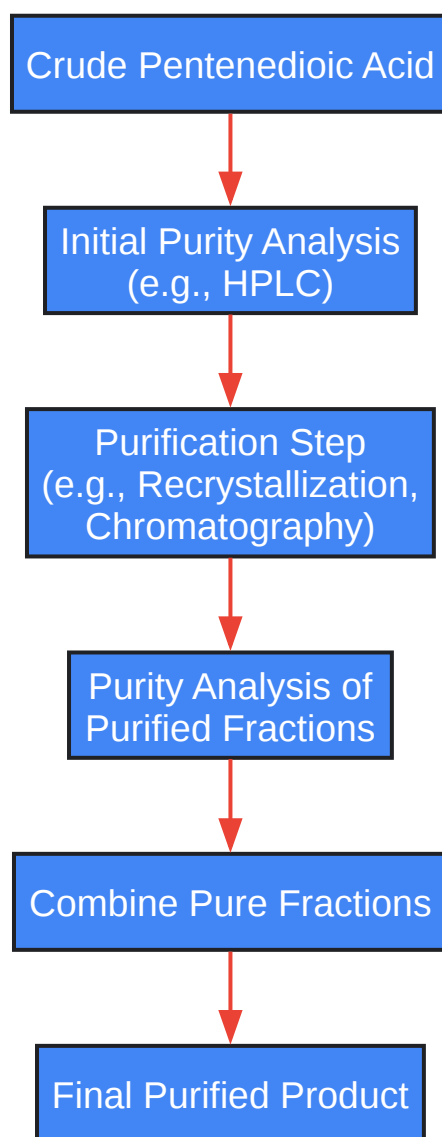 Crude Pentenedioic Acid
Initial Purity Analysis
(e.g., HPLC)
Purification Step
(e.g., Recrystallization,
Chromatography)
Purity Analysis of
Purified Fractions
Combine Pure Fractions
Final Purified Product